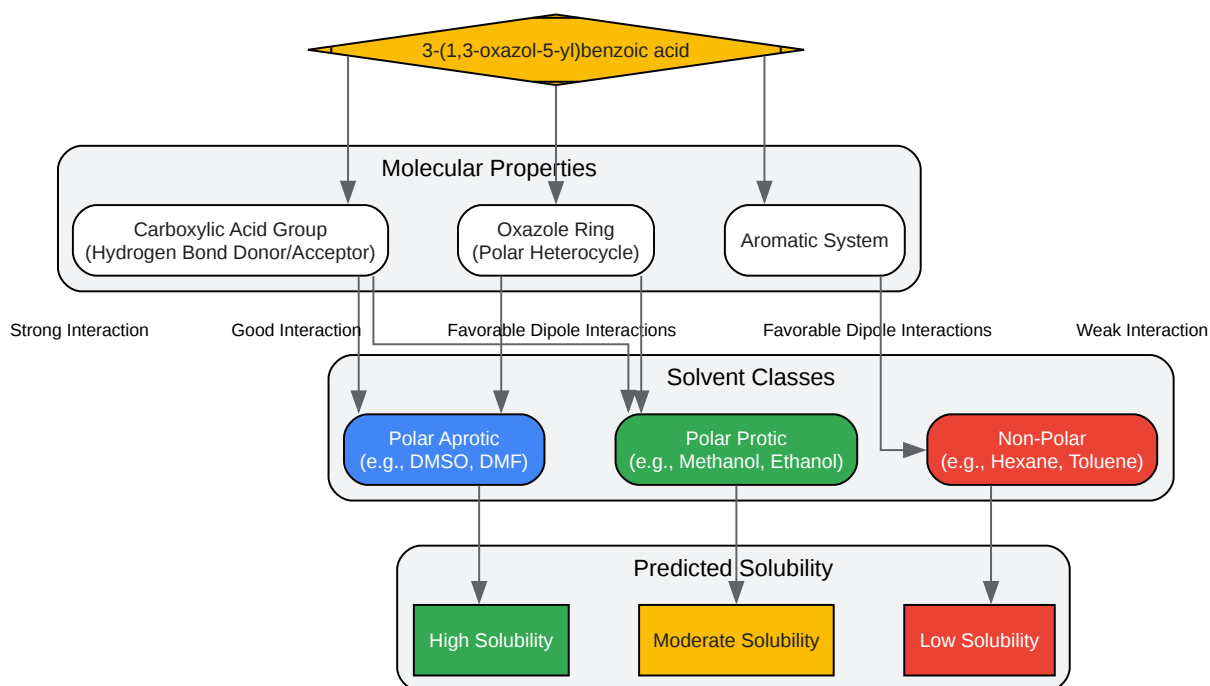 3-(1,3-oxazol-5-yl)benzoic acid
Molecular Properties
Carboxylic Acid Group
(Hydrogen Bond Donor/Acceptor)
Oxazole Ring
(Polar Heterocycle)
Aromatic System
Strong Interaction
Good Interaction
Favorable Dipole Interactions
Favorable Dipole Interactions
Weak Interaction
Solvent Classes
Polar Aprotic
(e.g., DMSO, DMF)
Polar Protic
(e.g., Methanol, Ethanol)
Non-Polar
(e.g., Hexane, Toluene)
Predicted Solubility
High Solubility
Moderate Solubility
Low Solubility